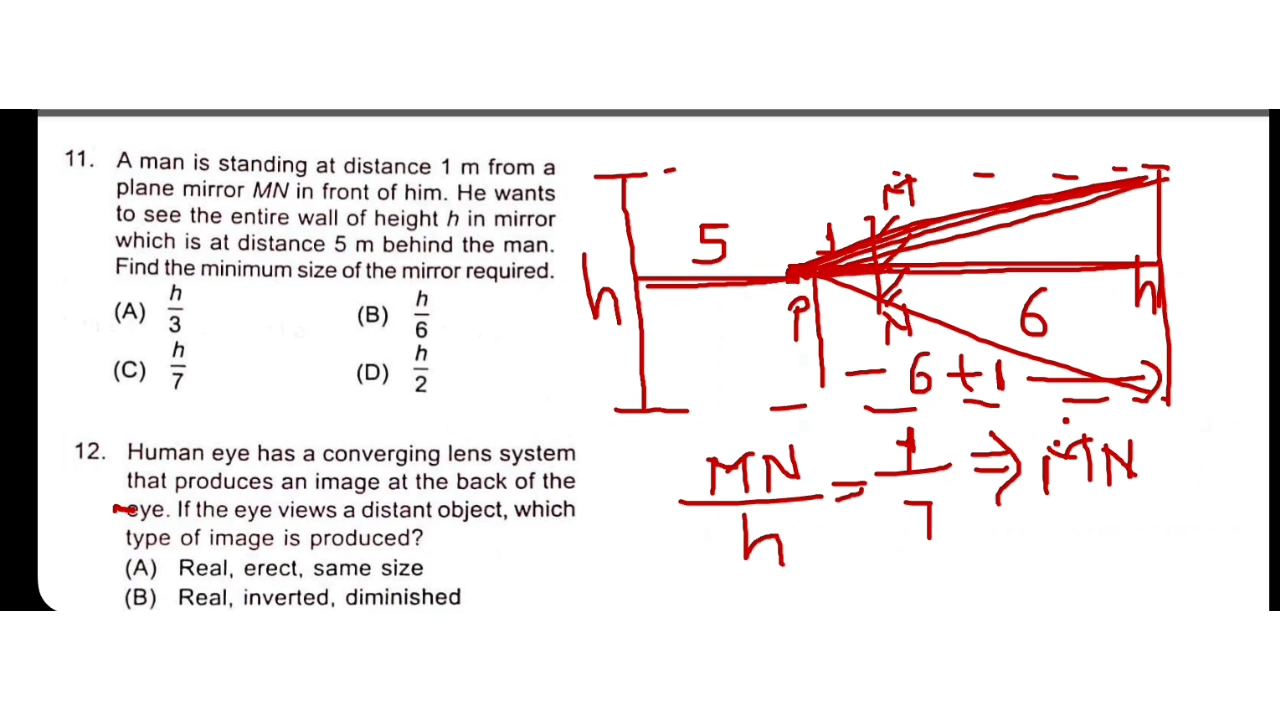 11. A man is standing at distance 1 m from a
plane mirror MN in front of him. He wants
to see the entire wall of height h in mirror
which is at distance 5 m behind the man.
Find the minimum size of the mirror required.
(A) h/3 (B) h/6
(C) h/7 (D) h/2
12. Human eye has a converging lens system
that produces an image at the back of the
eye. If the eye views a distant object, which
type of image is produced?
(A) Real, erect, same size
(B) Real, inverted, diminished
M
5 1
h h
P N 6
6+1
MN/h = 1/7 ⇒ MN